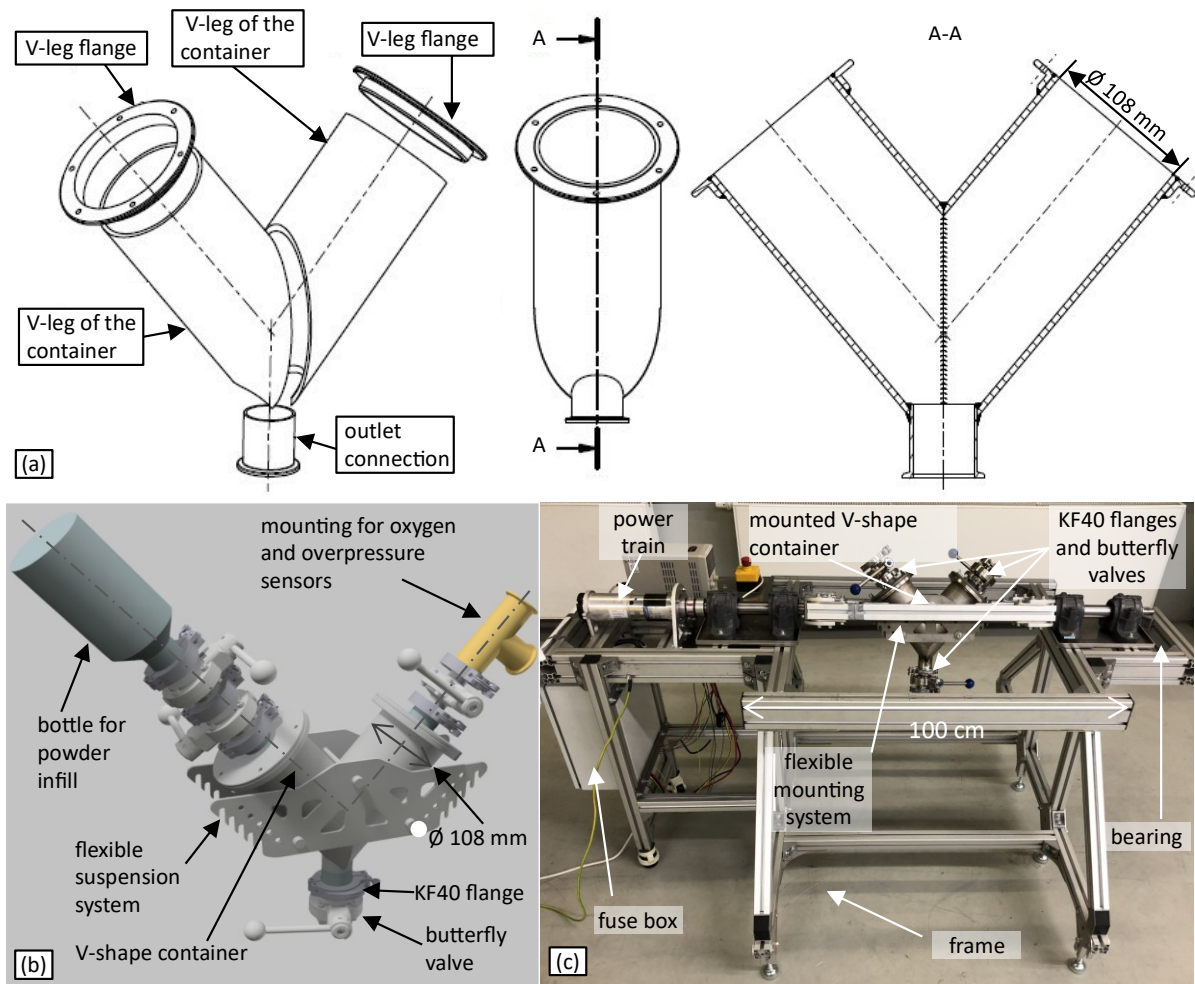 V-leg flange
V-leg of the
container
V-leg flange
A
A-A
Ø 108 mm
V-leg of the
container
outlet
connection
A
(a)
mounting for oxygen
and overpressure
sensors
bottle for
powder
infill
flexible
suspension
system
V-shape container
Ø 108 mm
KF40 flange
butterfly
valve
(b)
power
train
mounted V-shape
container
KF40 flanges
and butterfly
valves
100 cm
flexible
mounting
system
bearing
fuse box
frame
(c)